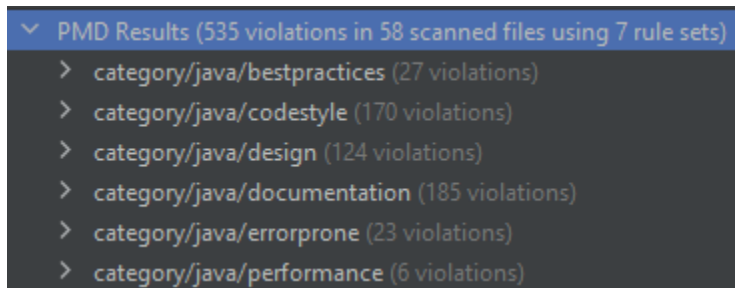 PMD Results (535 violations in 58 scanned files using 7 rule sets)
category/java/bestpractices (27 violations)
category/java/codestyle (170 violations)
category/java/design (124 violations)
category/java/documentation (185 violations)
category/java/errorprone (23 violations)
category/java/performance (6 violations)